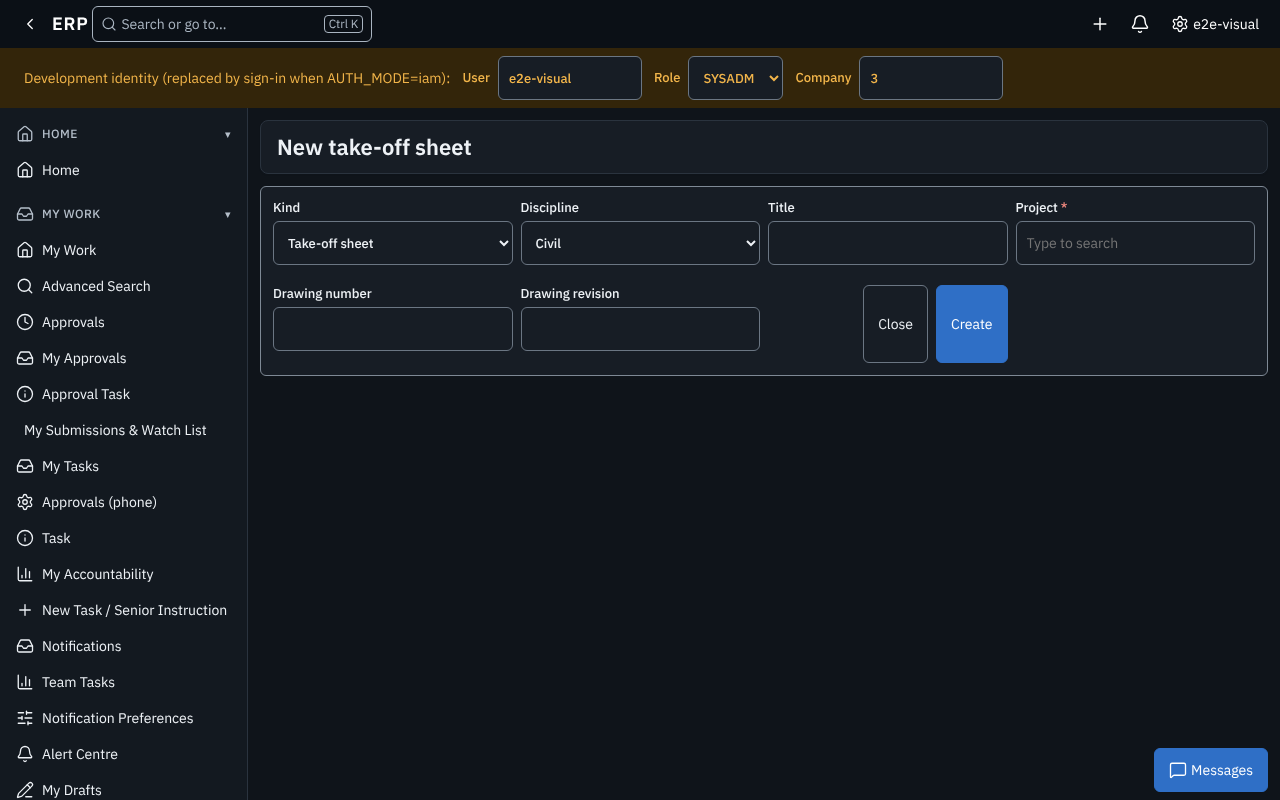 ERP
Search or go to...
Ctrl K
e2e-visual
Development identity (replaced by sign-in when AUTH_MODE=iam):
User
e2e-visual
Role
SYSADM
Company
3
HOME
Home
MY WORK
My Work
Advanced Search
Approvals
My Approvals
Approval Task
My Submissions & Watch List
My Tasks
Approvals (phone)
Task
My Accountability
New Task / Senior Instruction
Notifications
Team Tasks
Notification Preferences
Alert Centre
My Drafts
New take-off sheet
Kind
Discipline
Title
Project *
Take-off sheet
Civil
Type to search
Drawing number
Drawing revision
Close
Create
Messages